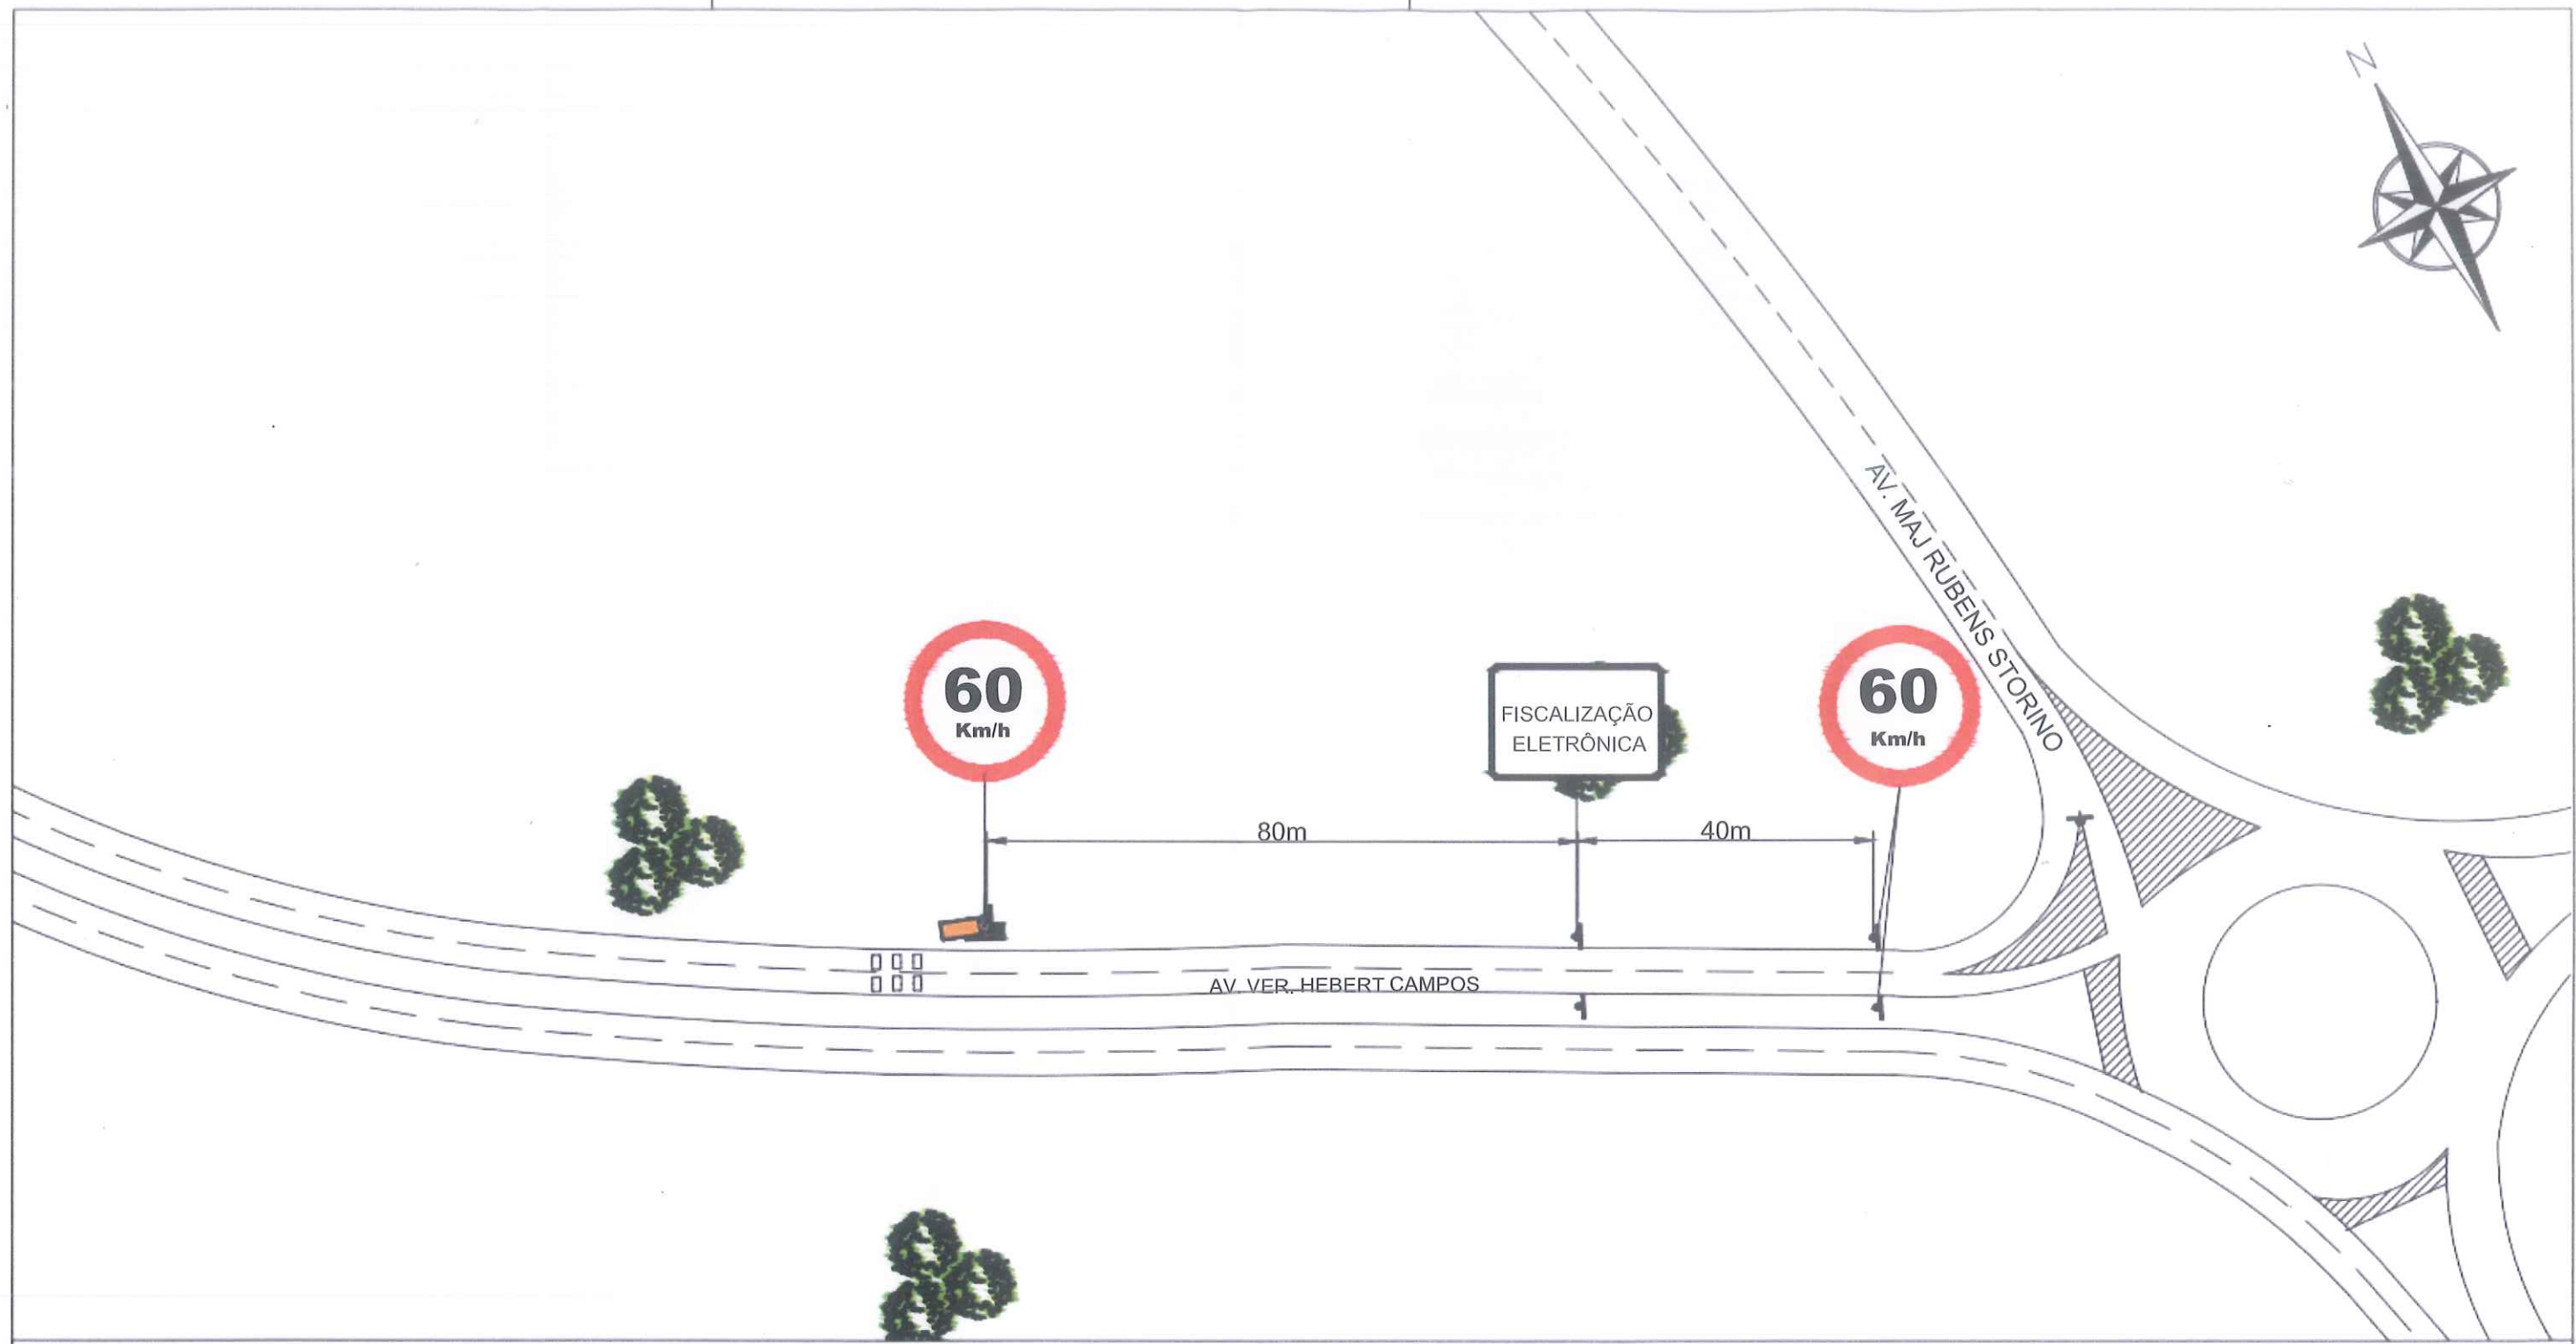 N
AV. MAJ RUBENS STORINO
60
Km/h
FISCALIZAÇÃO
ELETRÔNICA
60
Km/h
80m
40m
AV. VER. HEBERT CAMPOS